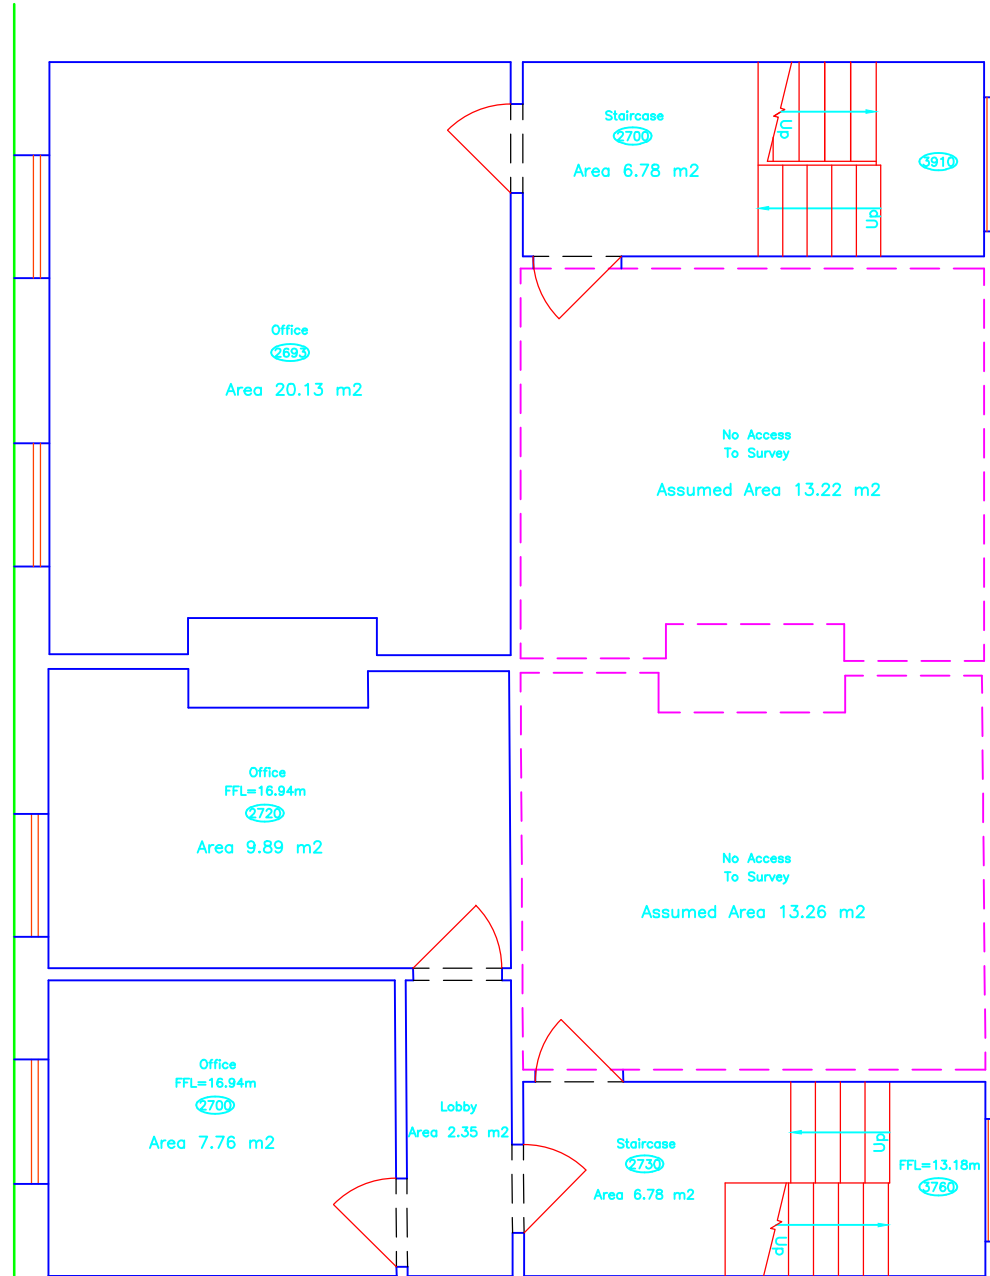 Staircase
2700
Area 6.78 m2
Up
Up
3910
Office
2693
Area 20.13 m2
No Access
To Survey
Assumed Area 13.22 m2
Office
FFL=16.94m
2720
Area 9.89 m2
No Access
To Survey
Assumed Area 13.26 m2
Office
FFL=16.94m
2700
Area 7.76 m2
Lobby
Area 2.35 m2
Staircase
2730
Area 6.78 m2
Up
Up
FFL=13.18m
3760